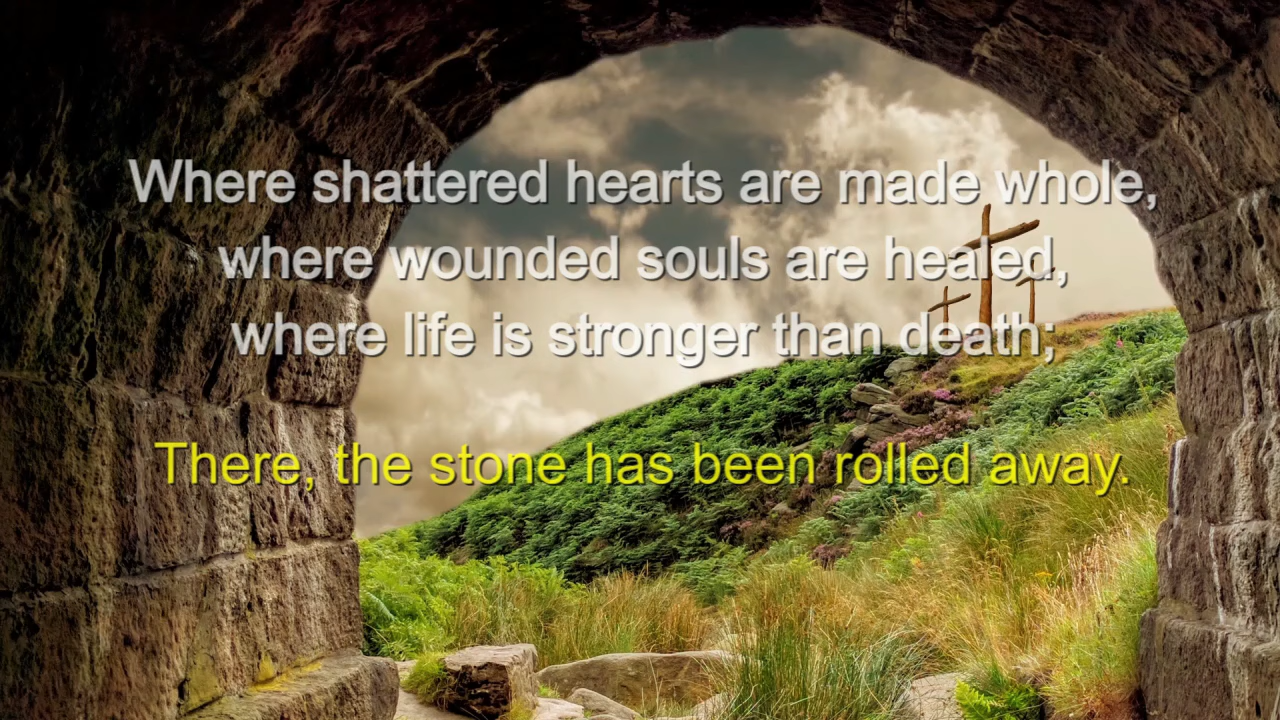 Where shattered hearts are made whole,
where wounded souls are healed,
where life is stronger than death;
There, the stone has been rolled away.